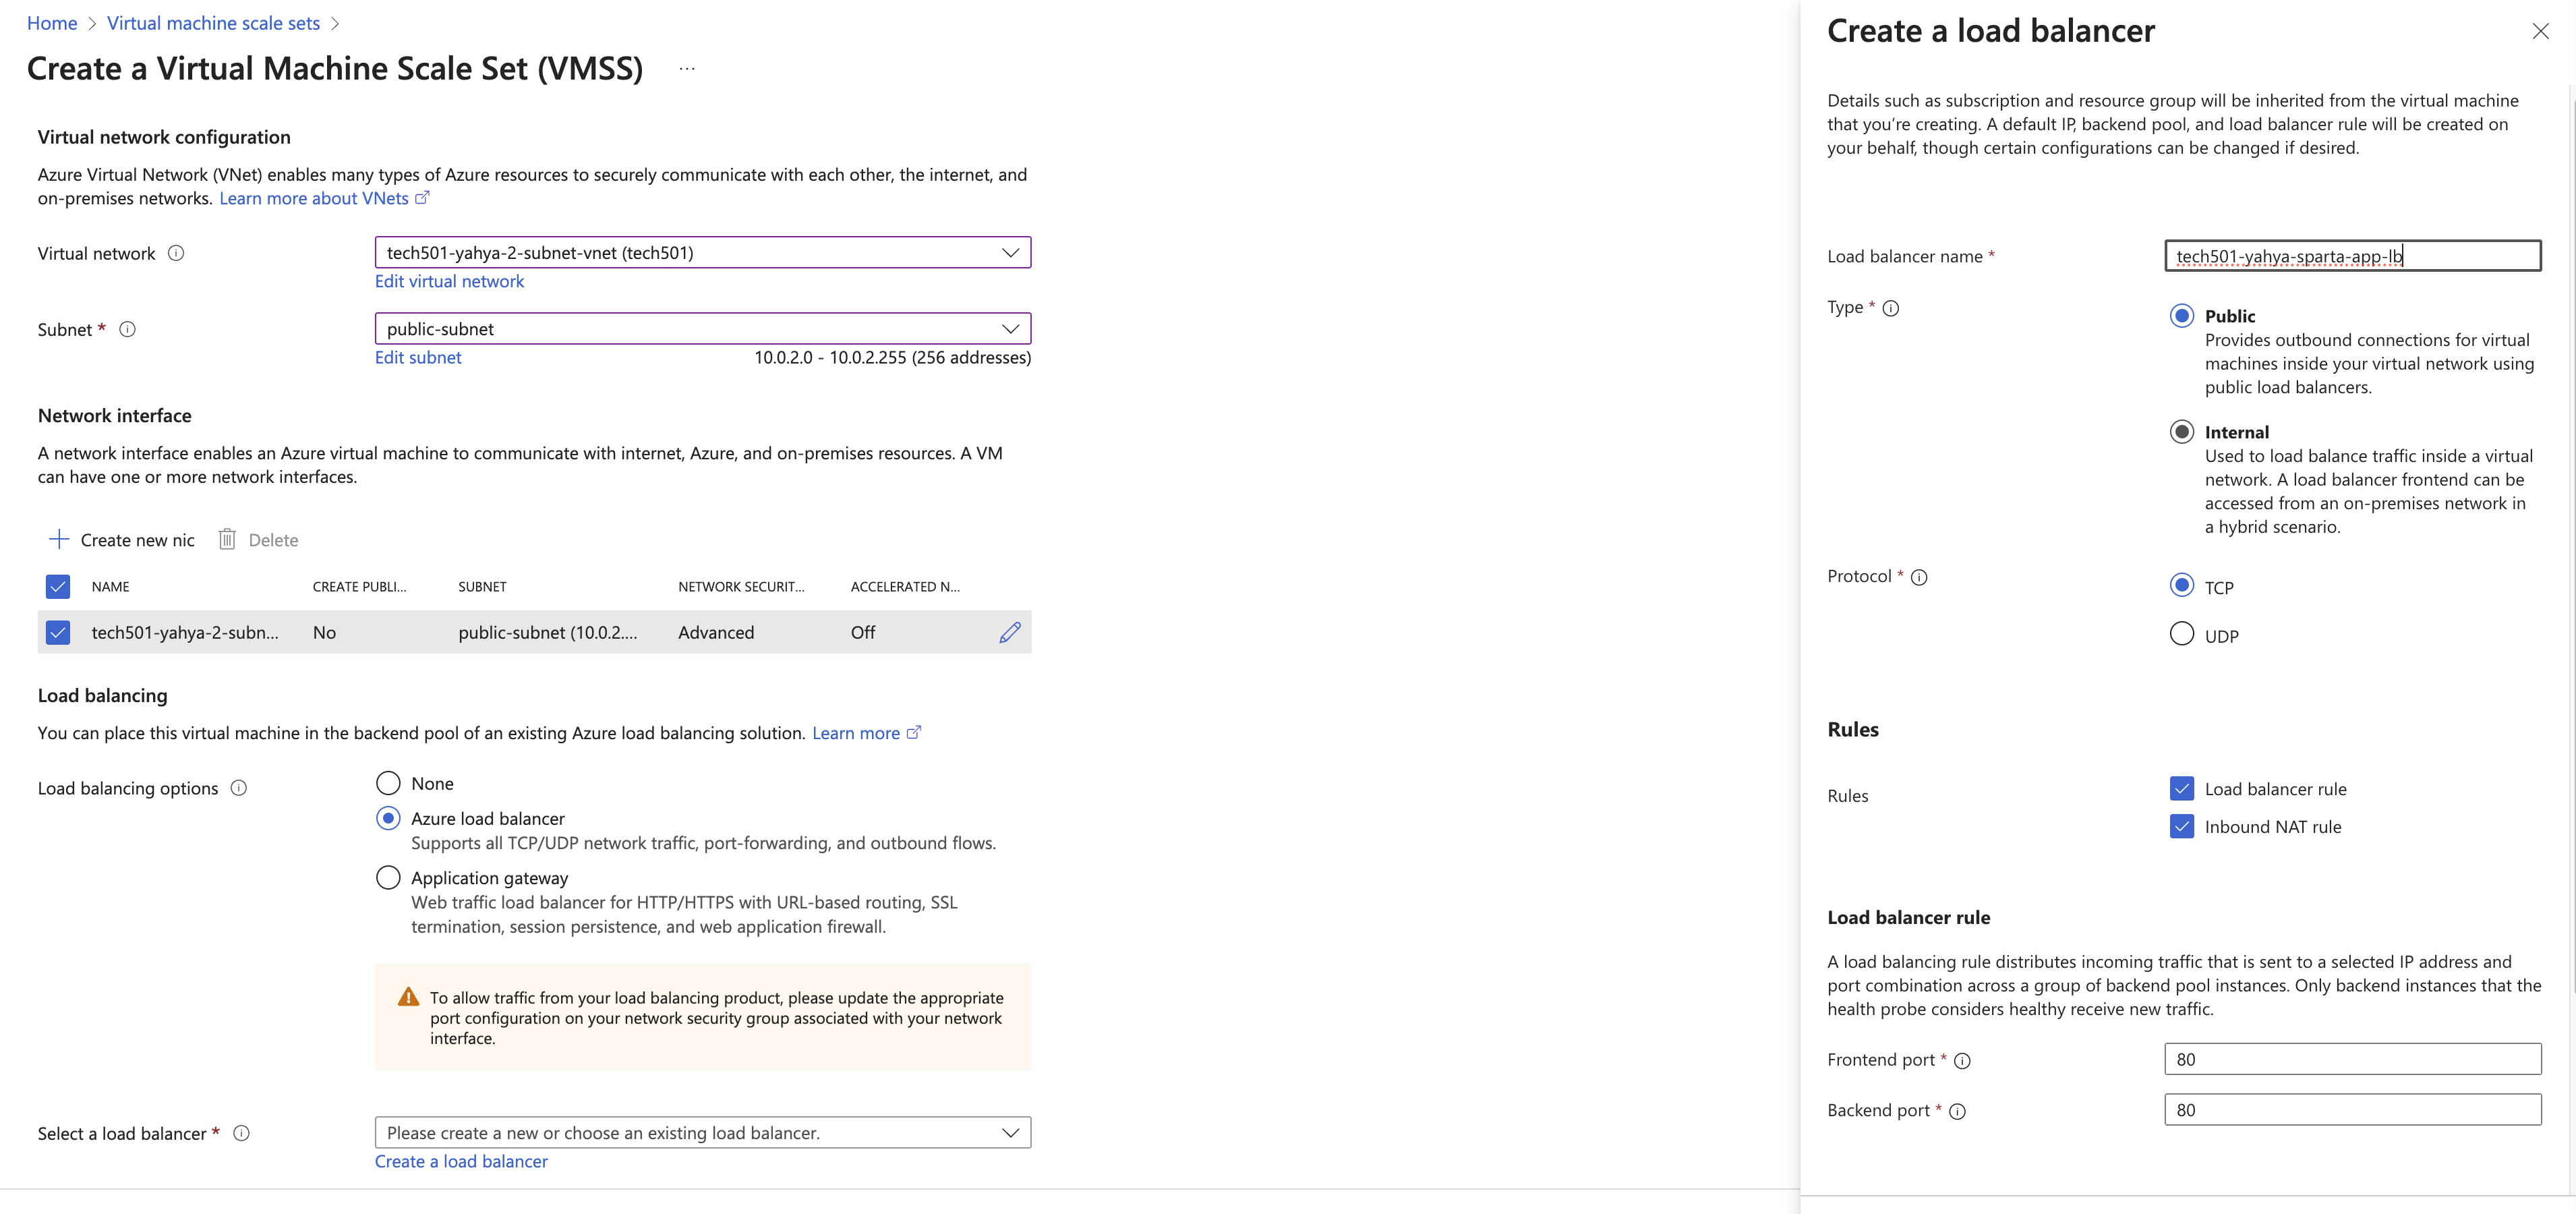 Home > Virtual machine scale sets >
Create a Virtual Machine Scale Set (VMSS) ...
Virtual network configuration
Azure Virtual Network (VNet) enables many types of Azure resources to securely communicate with each other, the internet, and
on-premises networks. Learn more about VNets
Virtual network
tech501-yahya-2-subnet-vnet (tech501)
Edit virtual network
Subnet *
public-subnet
Edit subnet
10.0.2.0 - 10.0.2.255 (256 addresses)
Network interface
A network interface enables an Azure virtual machine to communicate with internet, Azure, and on-premises resources. A VM
can have one or more network interfaces.
Create new nic
Delete
NAME CREATE PUBLI... SUBNET NETWORK SECURIT... ACCELERATED N...
tech501-yahya-2-subn... No public-subnet (10.0.2.... Advanced Off
Load balancing
You can place this virtual machine in the backend pool of an existing Azure load balancing solution. Learn more
Load balancing options
None
Azure load balancer
Supports all TCP/UDP network traffic, port-forwarding, and outbound flows.
Application gateway
Web traffic load balancer for HTTP/HTTPS with URL-based routing, SSL
termination, session persistence, and web application firewall.
To allow traffic from your load balancing product, please update the appropriate
port configuration on your network security group associated with your network
interface.
Select a load balancer *
Please create a new or choose an existing load balancer.
Create a load balancer
Create a load balancer
Details such as subscription and resource group will be inherited from the virtual machine
that you're creating. A default IP, backend pool, and load balancer rule will be created on
your behalf, though certain configurations can be changed if desired.
Load balancer name *
tech501-yahya-sparta-app-lb
Type *
Public
Provides outbound connections for virtual
machines inside your virtual network using
public load balancers.
Internal
Used to load balance traffic inside a virtual
network. A load balancer frontend can be
accessed from an on-premises network in
a hybrid scenario.
Protocol *
TCP
UDP
Rules
Rules
Load balancer rule
Inbound NAT rule
Load balancer rule
A load balancing rule distributes incoming traffic that is sent to a selected IP address and
port combination across a group of backend pool instances. Only backend instances that the
health probe considers healthy receive new traffic.
Frontend port *
80
Backend port *
80